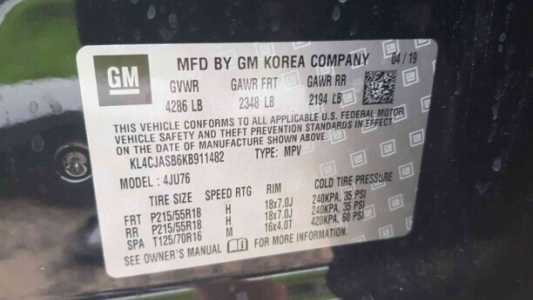 GM
MFD BY GM KOREA COMPANY 04/19
GVWR GAWR FRT GAWR RR
4286 LB 2348 LB 2194 LB
THIS VEHICLE CONFORMS TO ALL APPLICABLE U.S. FEDERAL MOTOR
VEHICLE SAFETY AND THEFT PREVENTION STANDARDS IN EFFECT
ON THE DATE OF MANUFACTURE SHOWN ABOVE.
KL4CJASB6KB911482 TYPE: MPV
MODEL: 4JU76
TIRE SIZE SPEED RTG RIM COLD TIRE PRESSURE
FRT P215/55R18 H 18x7.0J 240KPA, 35 PSI
RR P215/55R18 H 18x7.0J 240KPA, 35 PSI
SPA T125/70R16 M 16x4.0T 420KPA, 60 PSI
SEE OWNER'S MANUAL FOR MORE INFORMATION.